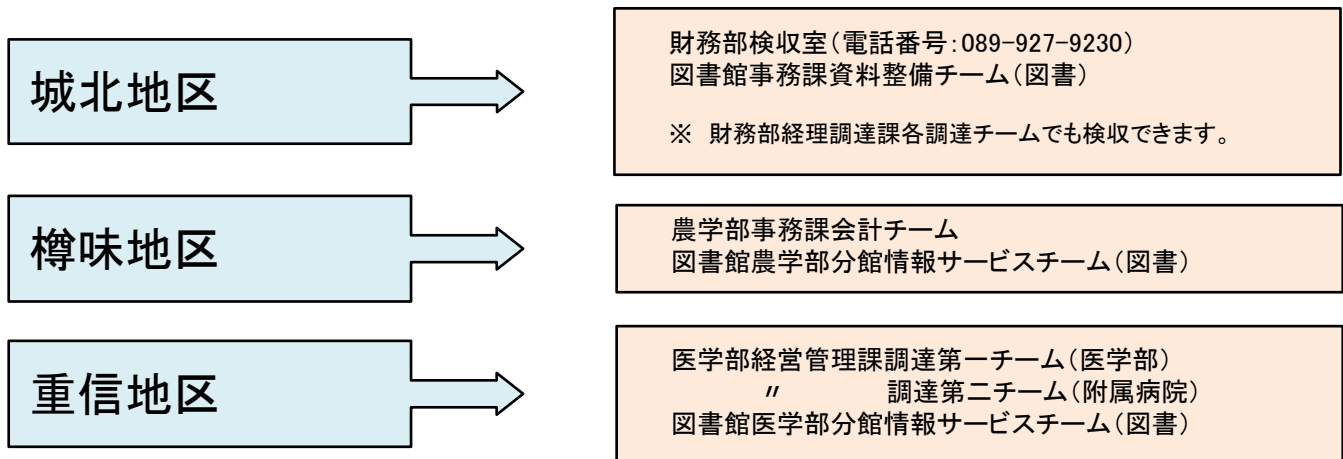 城北地区
財務部検収室(電話番号:089-927-9230)
図書館事務課資料整備チーム(図書)
※ 財務部経理調達課各調達チームでも検収できます。
樽味地区
農学部事務課会計チーム
図書館農学部分館情報サービスチーム(図書)
重信地区
医学部経営管理課調達第一チーム(医学部)
〃 調達第二チーム(附属病院)
図書館医学部分館情報サービスチーム(図書)